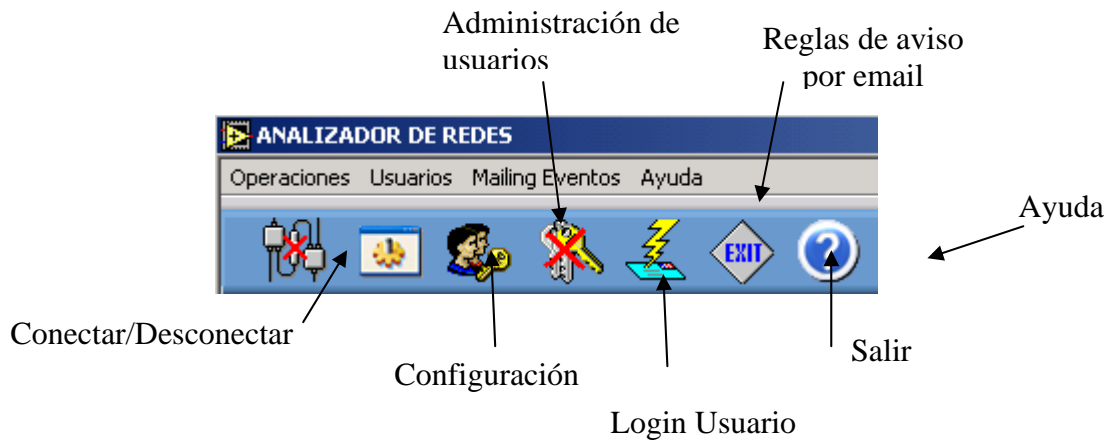 Administración de
usuarios
Reglas de aviso
por email
ANALIZADOR DE REDES
Operaciones Usuarios Mailing Eventos Ayuda
EXIT
?
Ayuda
Conectar/Desconectar
Configuración
Salir
Login Usuario